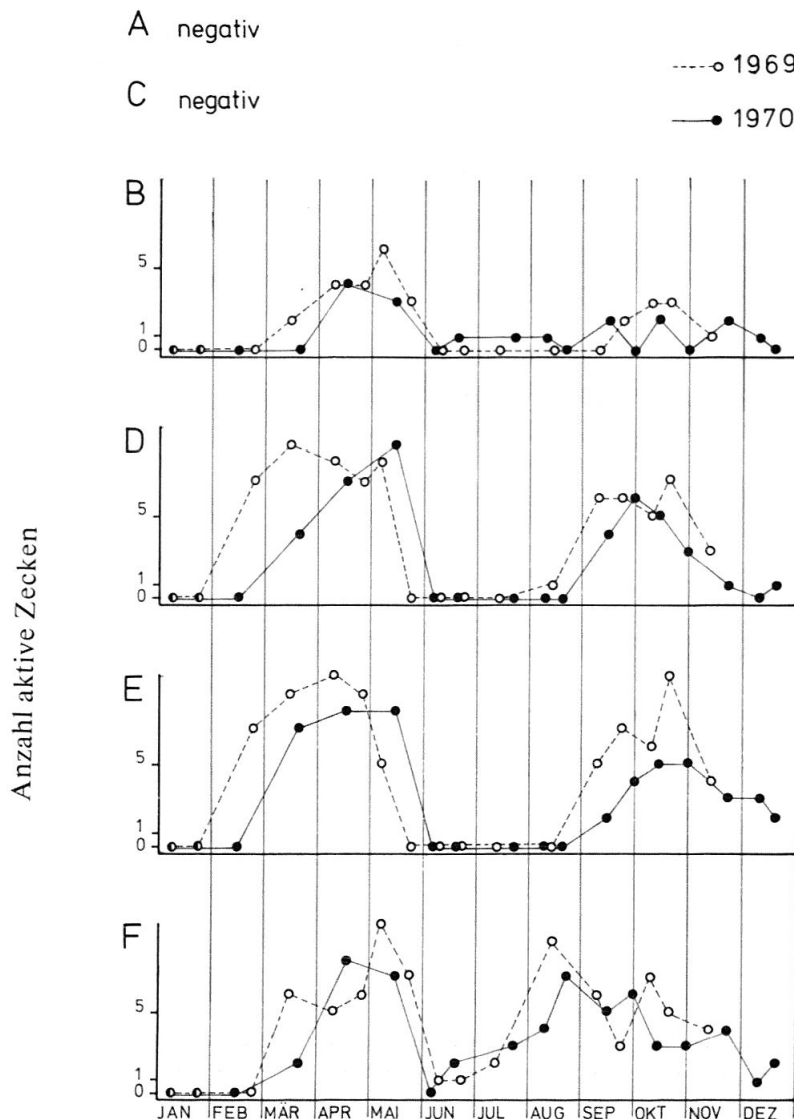 A negativ
1969
C negativ
1970
B
5
1
0
D
5
1
0
E
5
1
0
F
5
1
0
Anzahl aktive Zecken
JAN FEB MÄR APR MAI JUN JUL AUG SEP OKT NOV DEZ